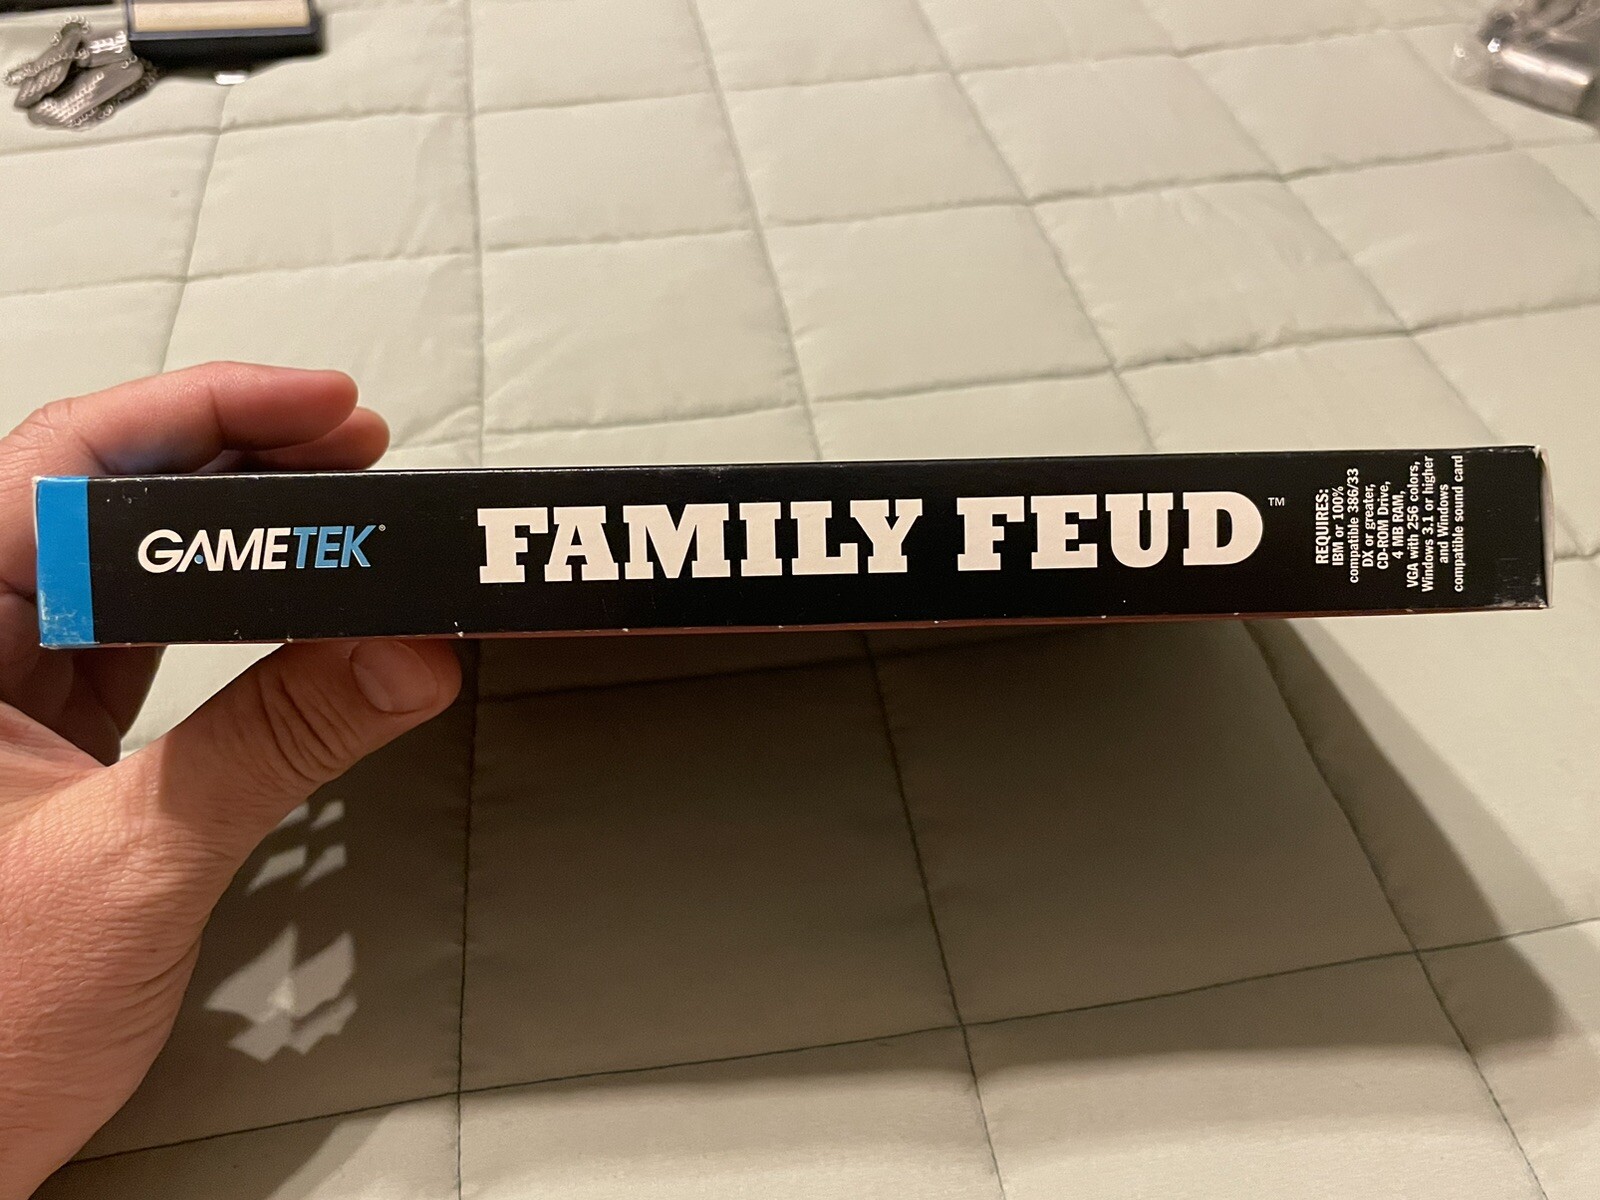 GAMETEK®
FAMILY FEUD™
REQUIRES:
IBM or 100%
compatible 386/33
DX or greater,
CD-ROM Drive,
4 MB RAM,
VGA with 256 colors,
Windows 3.1 or higher
and Windows
compatible sound card